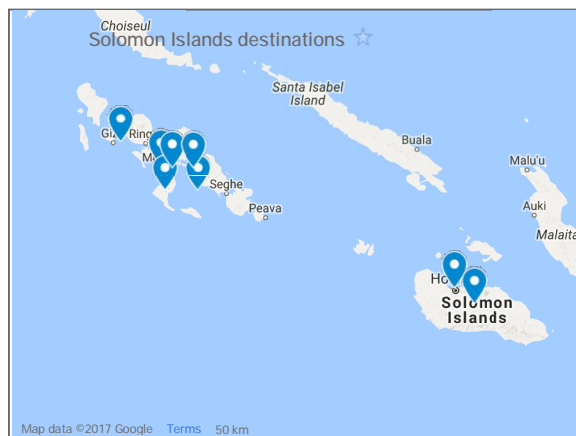 Choiseul
Solomon Islands destinations
Santa Isabel
Island
Buala
Malu'u
Auki
Malaita
Seghe
Peava
Solomon
Islands
Map data ©2017 Google Terms 50 km